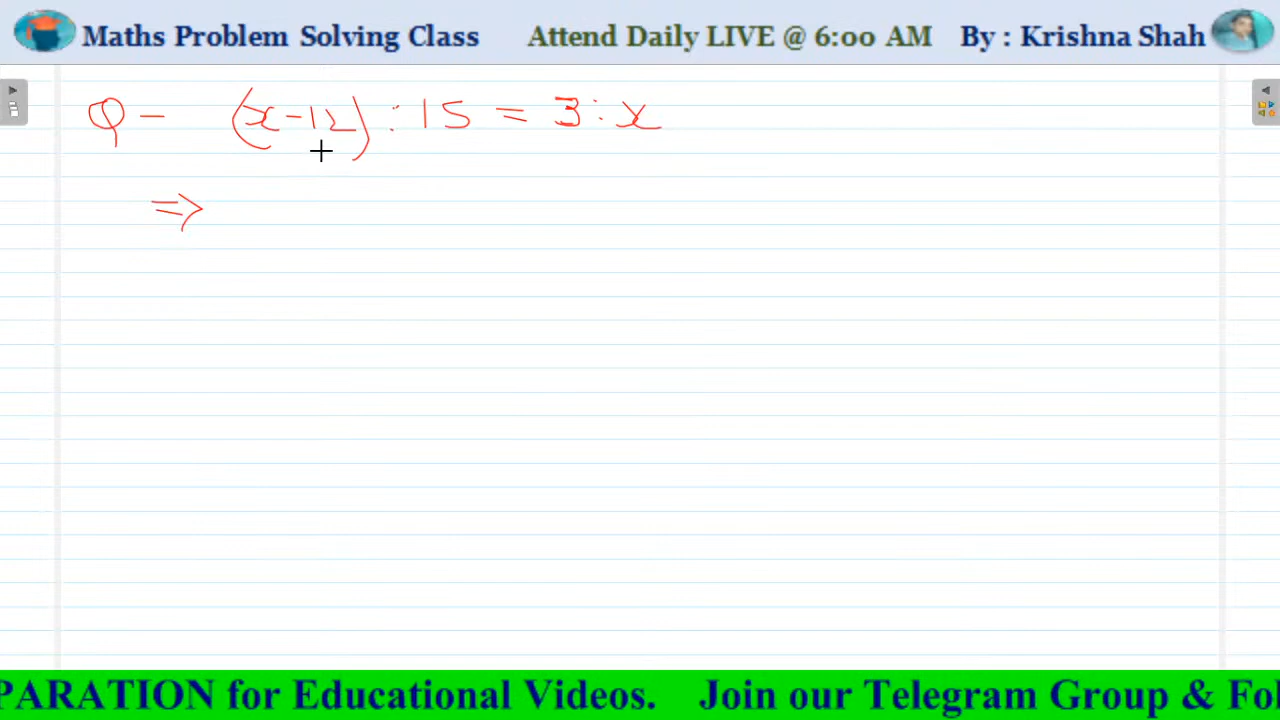 Maths Problem Solving Class Attend Daily LIVE @ 6:00 AM By : Krishna Shah
Q - (x-12) : 15 = 3 : x
⇒
PARATION for Educational Videos. Join our Telegram Group & Fol